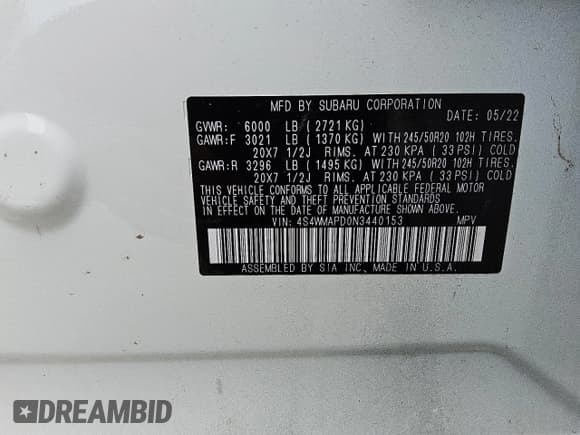 MFD BY SUBARU CORPORATION
DATE: 05/22
GVWR: 6000 LB (2721 KG)
GAWR:F 3021 LB (1370 KG) WITH 245/50R20 102H TIRES.
20X7 1/2J RIMS. AT 230 KPA (33 PSI) COLD
GAWR:R 3296 LB (1495 KG) WITH 245/50R20 102H TIRES.
20X7 1/2J RIMS. AT 230 KPA (33 PSI) COLD
THIS VEHICLE CONFORMS TO ALL APPLICABLE FEDERAL MOTOR
VEHICLE SAFETY AND THEFT PREVENTION STANDARDS IN EFFECT
ON THE DATE OF MANUFACTURE SHOWN ABOVE.
VIN: 4S4WMAPD0N3440153 MPV
ASSEMBLED BY SIA INC. MADE IN U.S.A.
DREAMBID